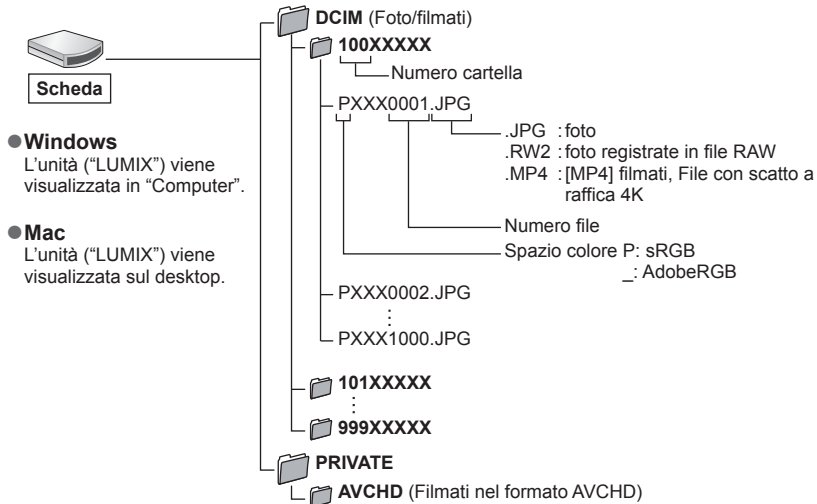 DCIM (Foto/filmati)
100XXXXX
Numero cartella
Scheda
PXXX0001.JPG
.JPG : foto
.RW2 : foto registrate in file RAW
.MP4 : [MP4] filmati, File con scatto a
raffica 4K
Numero file
Spazio colore P: sRGB
_: AdobeRGB
●Windows
L'unità ("LUMIX") viene
visualizzata in "Computer".
●Mac
L'unità ("LUMIX") viene
visualizzata sul desktop.
PXXX0002.JPG
PXXX1000.JPG
101XXXXX
999XXXXX
PRIVATE
AVCHD (Filmati nel formato AVCHD)